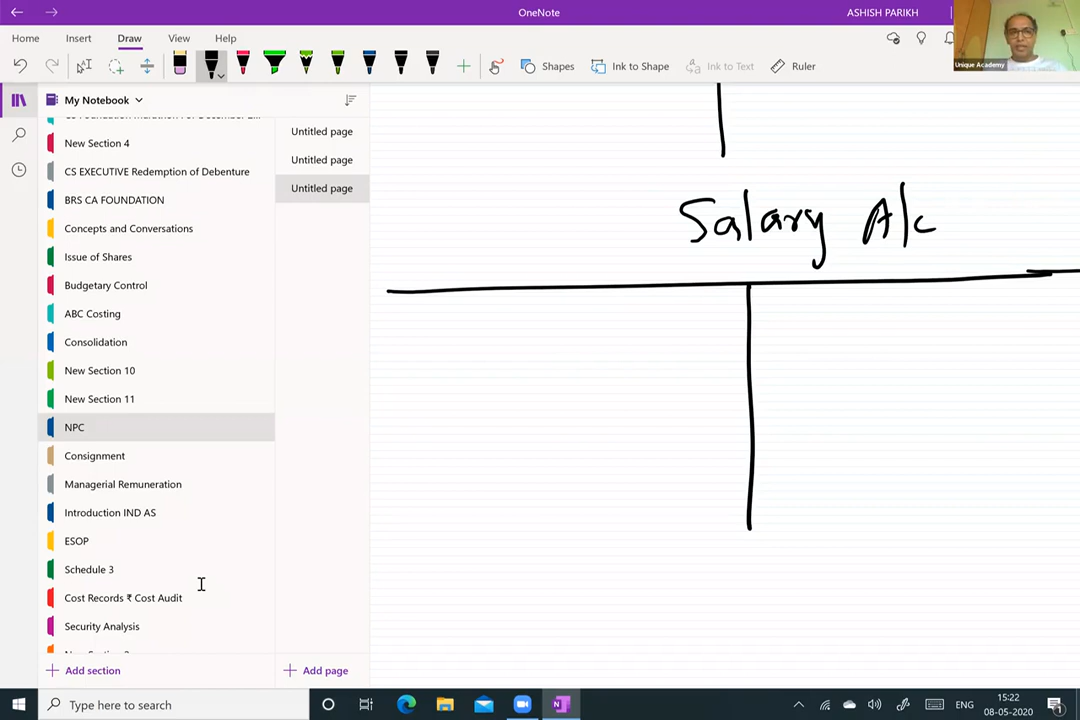 OneNote
ASHISH PARIKH
Unique Academy
Home
Insert
Draw
View
Help
Shapes
Ink to Shape
Ink to Text
Ruler
My Notebook
New Section 4
CS EXECUTIVE Redemption of Debenture
BRS CA FOUNDATION
Concepts and Conversations
Issue of Shares
Budgetary Control
ABC Costing
Consolidation
New Section 10
New Section 11
NPC
Consignment
Managerial Remuneration
Introduction IND AS
ESOP
Schedule 3
Cost Records ₹ Cost Audit
Security Analysis
Add section
Untitled page
Untitled page
Untitled page
Add page
Salary A/c
Type here to search
ENG
15:22
08-05-2020
1